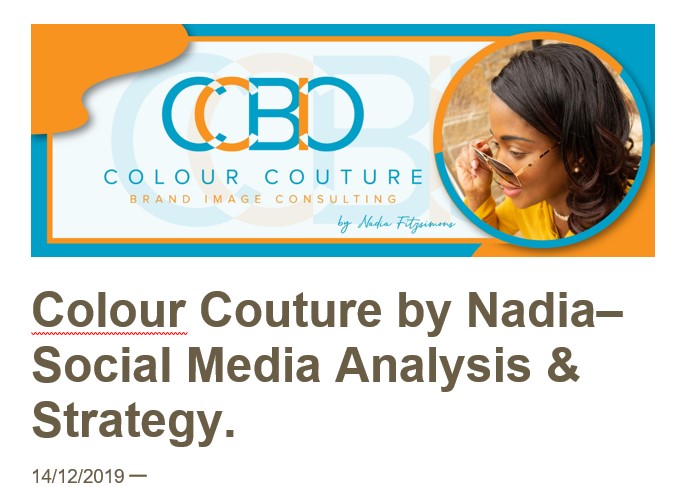 CCBIC
COLOUR COUTURE
BRAND IMAGE CONSULTING
by Nadia Fitzsimons
Colour Couture by Nadia–
Social Media Analysis &
Strategy.
14/12/2019 —